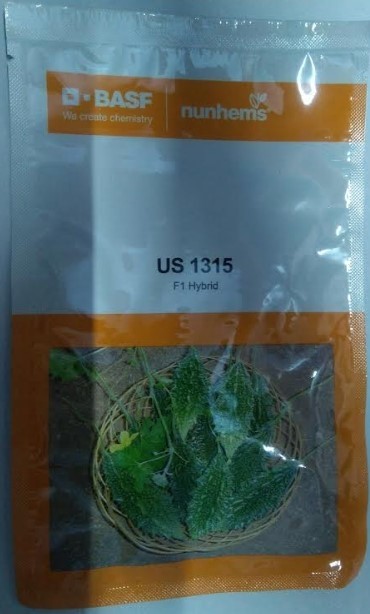 BASF
We create chemistry
nunhems
US 1315
F1 Hybrid